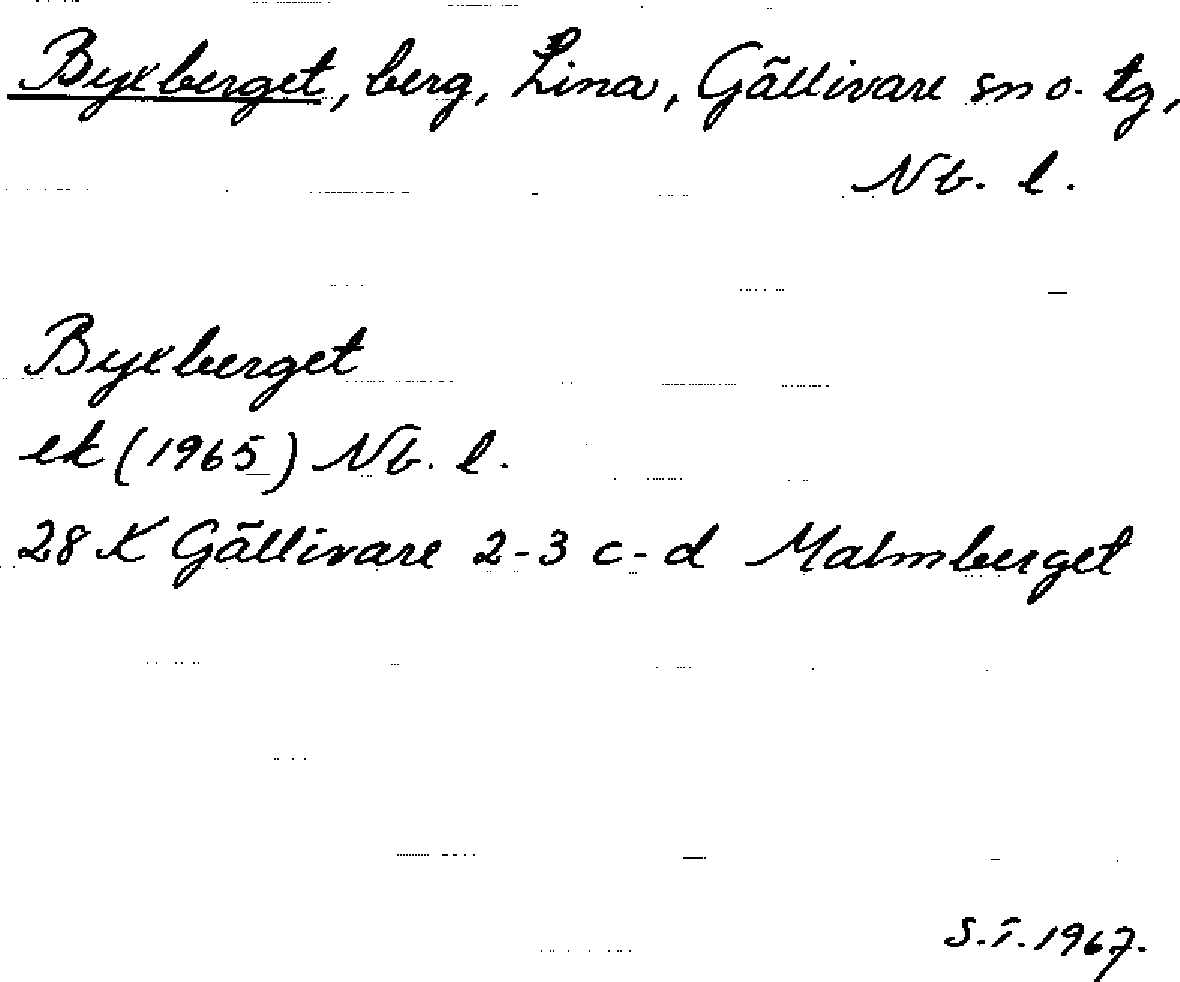 Byxberget, berg, Lina, Gällivare sn o. tg,
Nb. l.
Byxberget
ek (1965) Nb. l.
28 K Gällivare 2-3 c-d Malmberget
S.T. 1967.